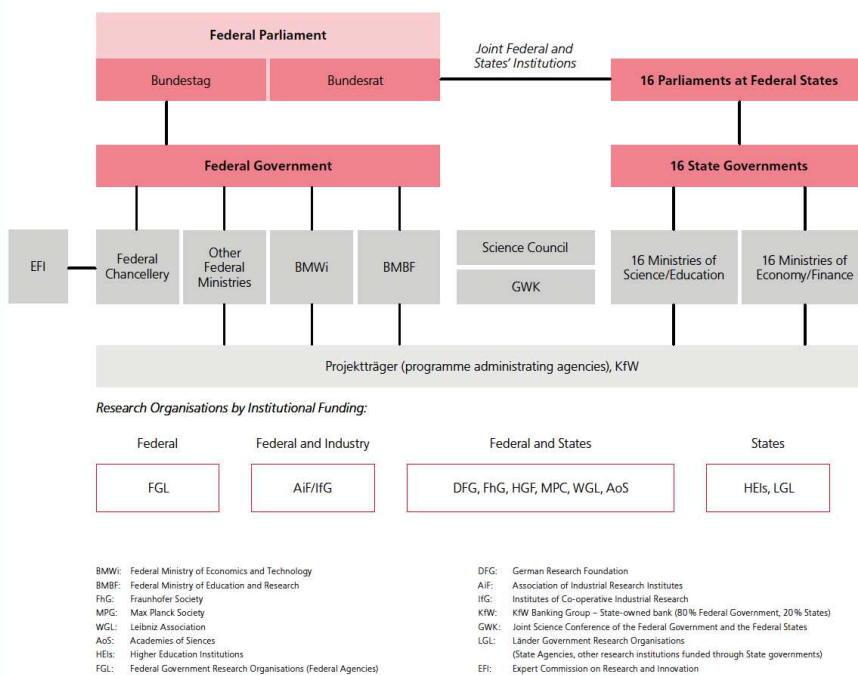 Federal Parliament
Bundestag
Bundesrat
Joint Federal and
States' Institutions
16 Parliaments at Federal States
Federal Government
16 State Governments
EFI
Federal
Chancellery
Other
Federal
Ministries
BMWi
BMBF
Science Council
GWK
16 Ministries of
Science/Education
16 Ministries of
Economy/Finance
Projektträger (programme administrating agencies), KfW
Research Organisations by Institutional Funding:
Federal
Federal and Industry
Federal and States
States
FGL
AiF/IfG
DFG, FhG, HGF, MPC, WGL, AoS
HEIs, LGL
BMWi: Federal Ministry of Economics and Technology
BMBF: Federal Ministry of Education and Research
FhG: Fraunhofer Society
MPG: Max Planck Society
WGL: Leibniz Association
AoS: Academies of Siences
HEIs: Higher Education Institutions
FGL: Federal Government Research Organisations (Federal Agencies)
DFG: German Research Foundation
AiF: Association of Industrial Research Institutes
IfG: Institutes of Co-operative Industrial Research
KfW: KfW Banking Group – State-owned bank (80% Federal Government, 20% States)
GWK: Joint Science Conference of the Federal Government and the Federal States
LGL: Länder Government Research Organisations
(State Agencies, other research institutions funded through State governments)
EFI: Expert Commission on Research and Innovation